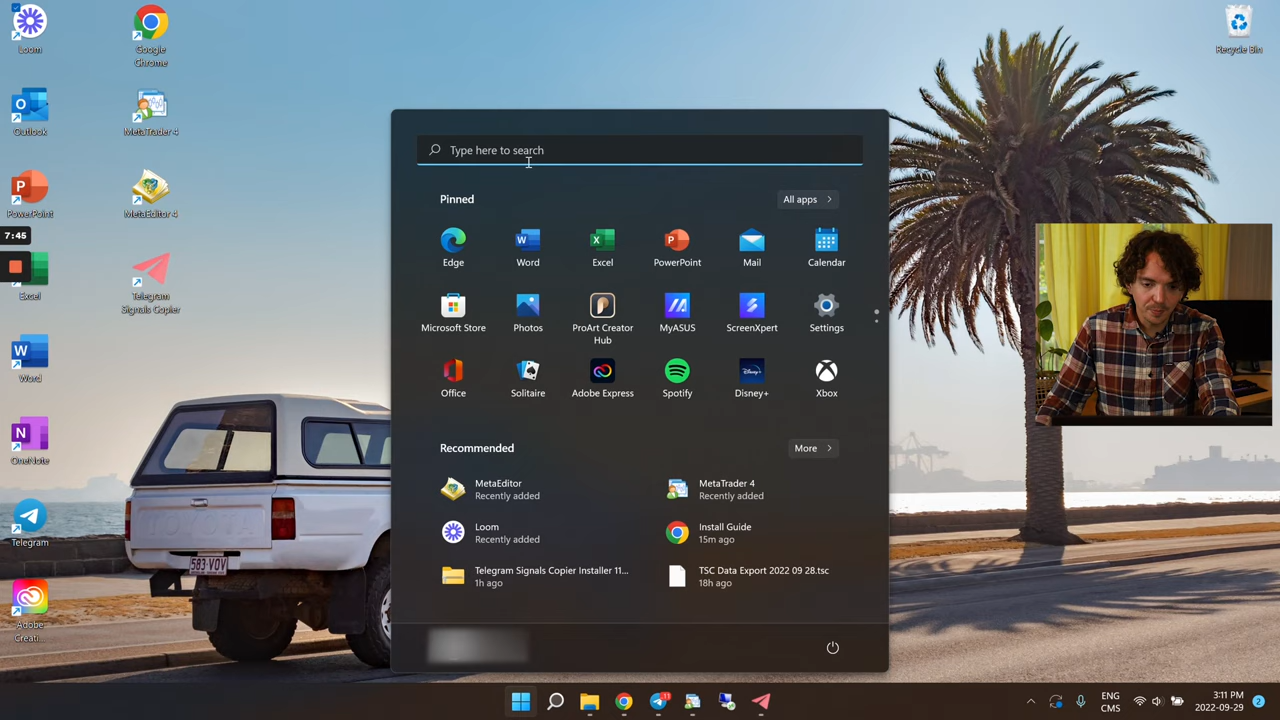 Loom
Google
Chrome
Recycle Bin
Outlook
MetaTrader 4
PowerPoint
MetaEditor 4
7:45
Excel
Telegram
Signals Copier
Word
OneNote
Telegram
Adobe
Creati...
583·VOV
Type here to search
Pinned
All apps
Edge
Word
Excel
PowerPoint
Mail
Calendar
Microsoft Store
Photos
ProArt Creator
Hub
MyASUS
ScreenXpert
Settings
Office
Solitaire
Adobe Express
Spotify
Disney+
Xbox
Recommended
More
MetaEditor
Recently added
MetaTrader 4
Recently added
Loom
Recently added
Install Guide
15m ago
Telegram Signals Copier Installer 11...
1h ago
TSC Data Export 2022 09 28.tsc
18h ago
11
ENG
CMS
3:11 PM
2022-09-29
2